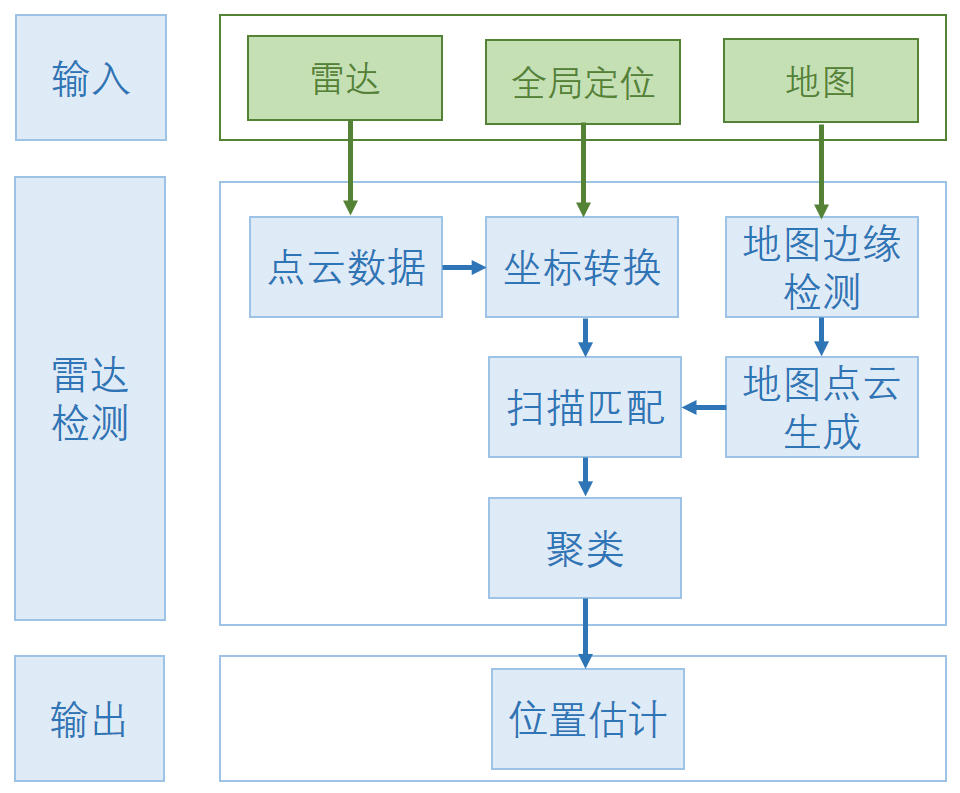 输入
雷达
全局定位
地图
雷达
检测
点云数据
坐标转换
地图边缘
检测
扫描匹配
地图点云
生成
聚类
输出
位置估计